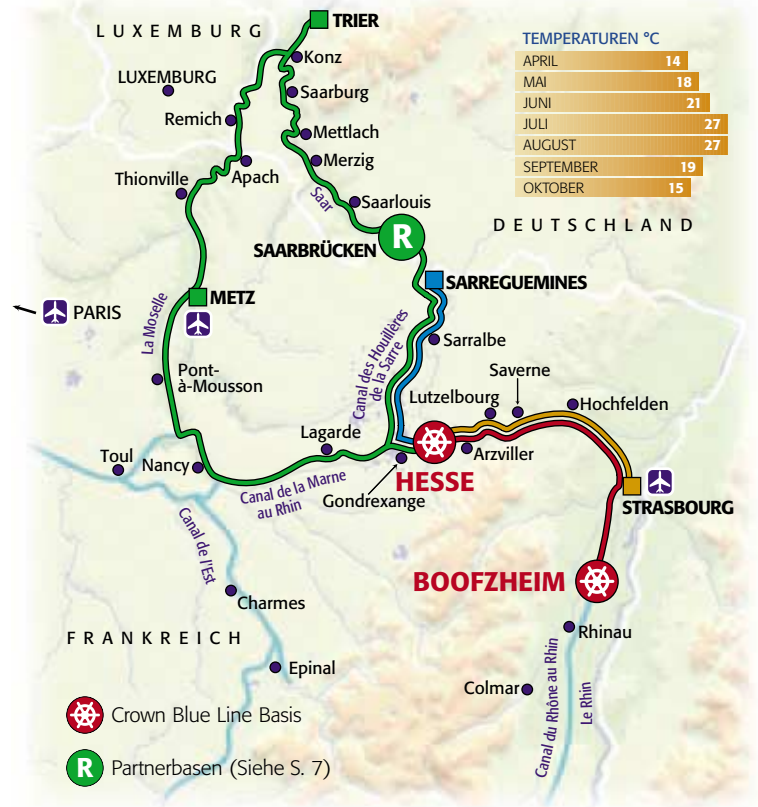 LUXEMBURG
TRIER
Konz
LUXEMBURG
Saarburg
Remich
Mettlach
Merzig
Apach
Thionville
Saar
Saarlouis
TEMPERATUREN °C
APRIL 14
MAI 18
JUNI 21
JULI 27
AUGUST 27
SEPTEMBER 19
OKTOBER 15
DEUTSCHLAND
R
SAARBRÜCKEN
SARREGUEMINES
METZ
PARIS
La Moselle
Canal des Houillères
de la Sarre
Sarralbe
Pont-
à-Mousson
Saverne
Lutzelbourg
Hochfelden
Lagarde
Toul
Nancy
Arzviller
HESSE
Canal de la Marne
au Rhin
Gondrexange
STRASBOURG
Canal de l'Est
BOOFZHEIM
Charmes
Rhinau
FRANKREICH
Epinal
Colmar
Canal du Rhône au Rhin
Le Rhin
Crown Blue Line Basis
R Partnerbasen (Siehe S. 7)